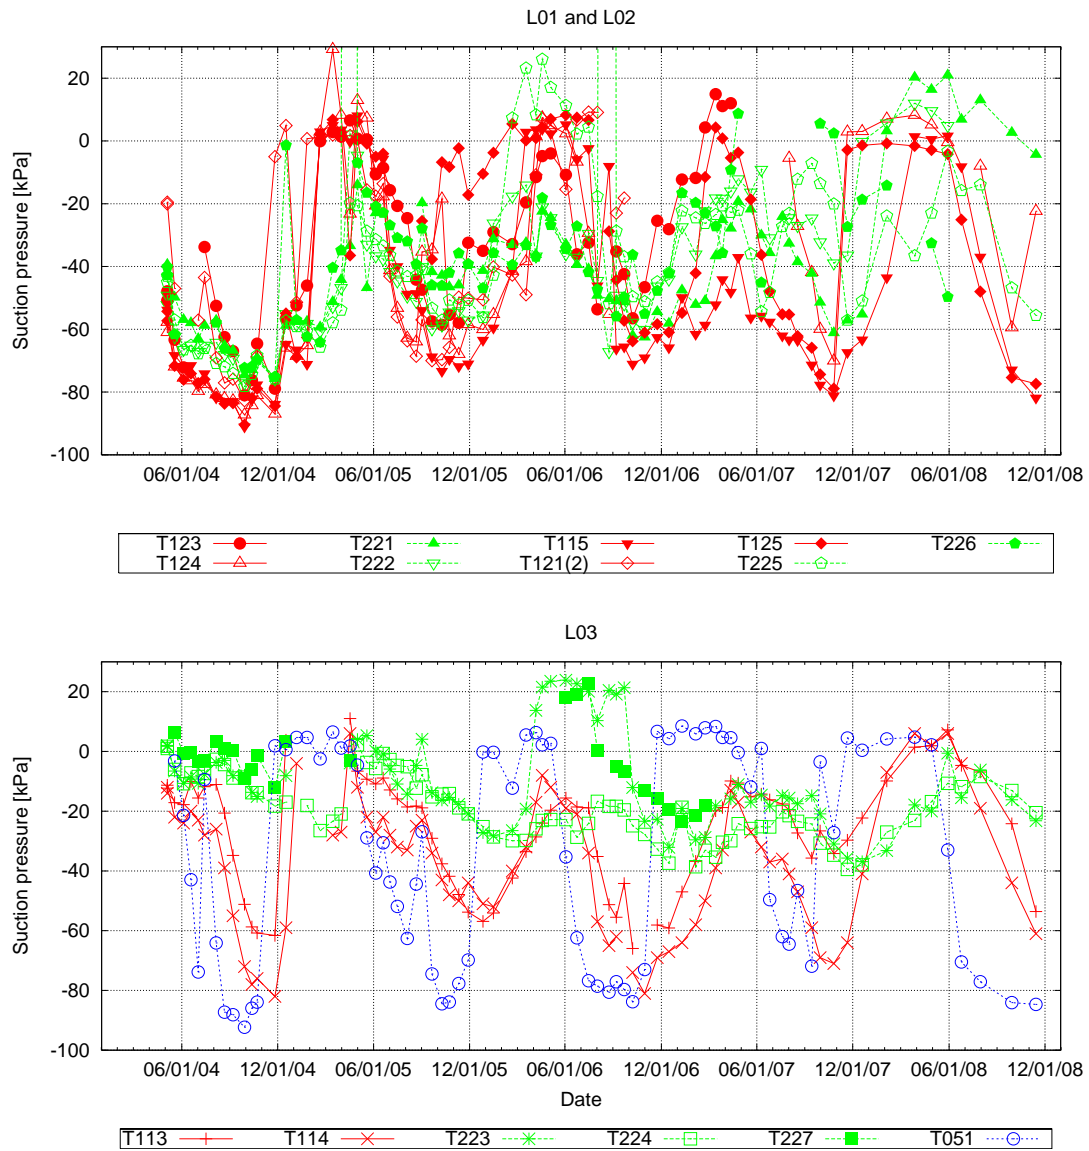 L01 and L02
20
0
-20
-40
-60
-80
-100
Suction pressure [kPa]
06/01/04 12/01/04 06/01/05 12/01/05 06/01/06 12/01/06 06/01/07 12/01/07 06/01/08 12/01/08
T123 T221 T115 T125 T226
T124 T222 T121(2) T225
L03
20
0
-20
-40
-60
-80
-100
Suction pressure [kPa]
06/01/04 12/01/04 06/01/05 12/01/05 06/01/06 12/01/06 06/01/07 12/01/07 06/01/08 12/01/08
Date
T113 T114 T223 T224 T227 T051